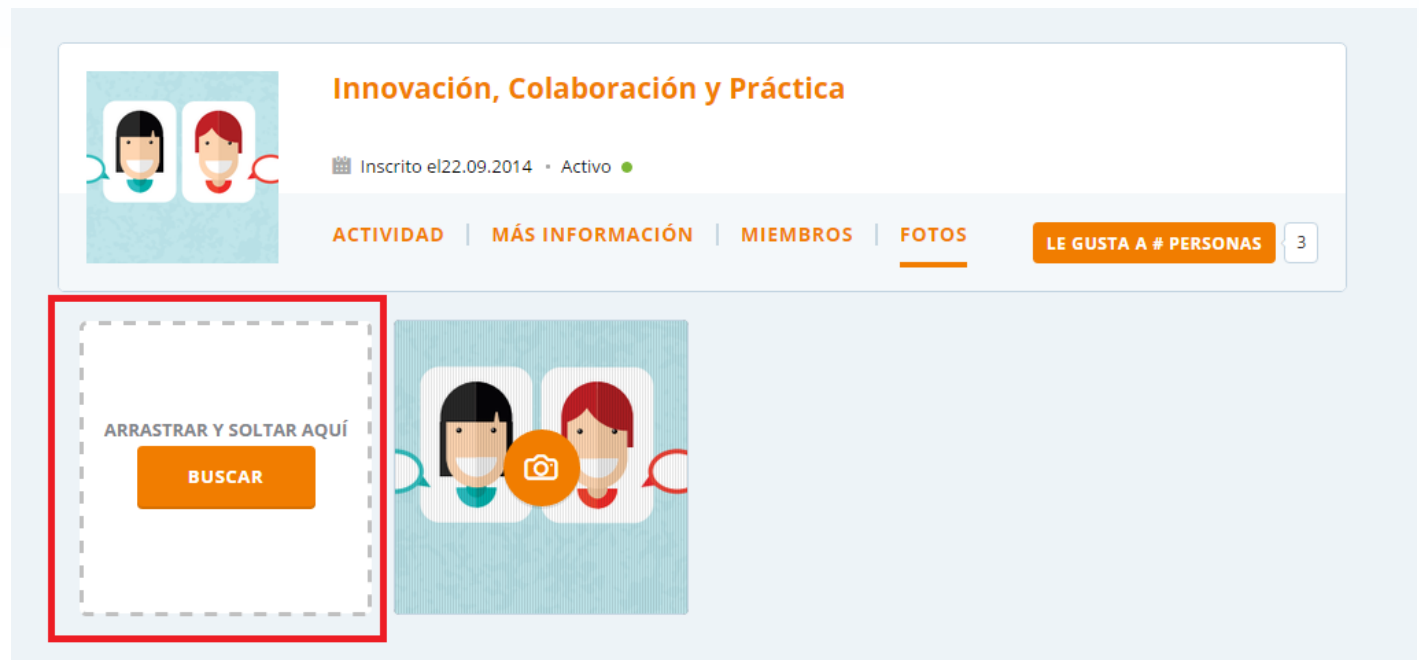 Innovación, Colaboración y Práctica
Inscrito el22.09.2014 • Activo
ACTIVIDAD | MÁS INFORMACIÓN | MIEMBROS | FOTOS
LE GUSTA A # PERSONAS 3
ARRASTRAR Y SOLTAR AQUÍ
BUSCAR